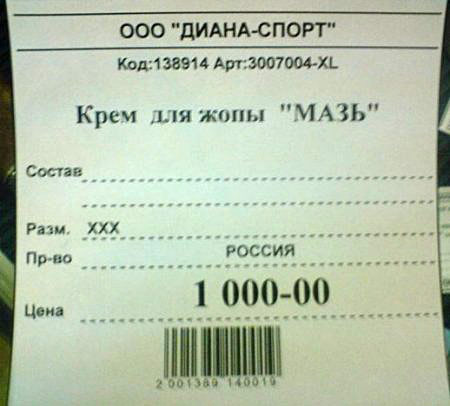 ООО "ДИАНА-СПОРТ"
Код:138914 Арт:3007004-XL
Крем для жопы "МАЗЬ"
Состав
Разм. XXX
Пр-во РОССИЯ
Цена 1 000-00
2 001389 140019